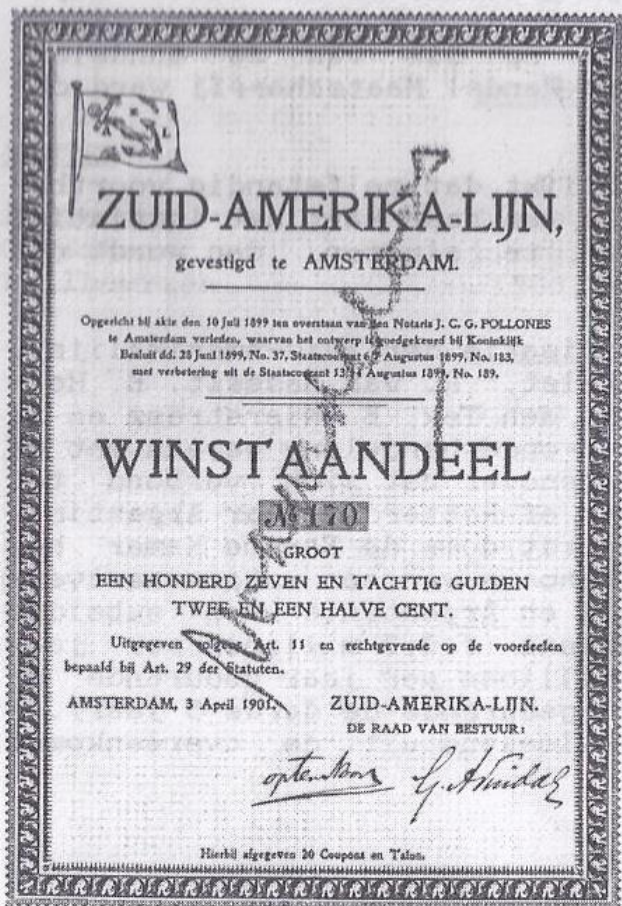 ZUID-AMERIKA-LIJN,
gevestigd te AMSTERDAM.
Opgericht bij akte den 10 Juli 1899 ten overstaan van den Notaris J. C. G. POLLONES
te Amsterdam verleden, waarvan het ontwerp is goedgekeurd bij Koninklijk
Besluit dd. 28 Juni 1899, No. 37, Staatscourant 6/7 Augustus 1899, No. 183,
met verbetering uit de Staatscourant 13/14 Augustus 1899, No. 189.
WINSTAANDEEL
No 170
GROOT
EEN HONDERD ZEVEN EN TACHTIG GULDEN
TWEE EN EEN HALVE CENT.
Uitgegeven volgens Art. 11 en rechtgevende op de voordeelen
bepaald bij Art. 29 der Statuten.
AMSTERDAM, 3 April 1901.
ZUID-AMERIKA-LIJN.
DE RAAD VAN BESTUUR:
Hierbij afgegeven 20 Coupons en Talon.